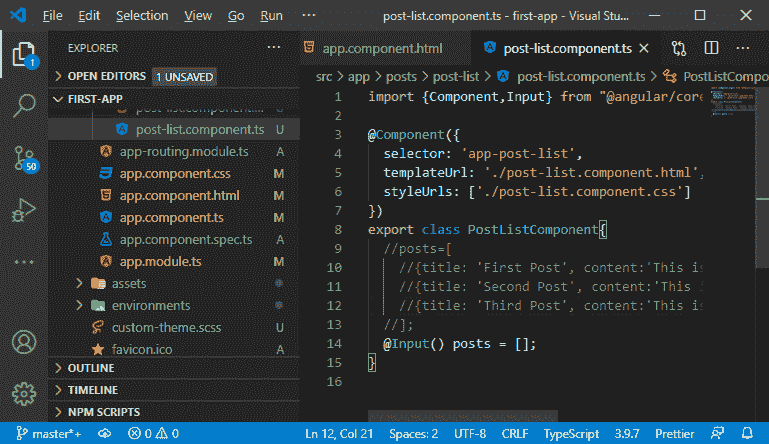 File Edit Selection View Go Run ··· post-list.component.ts - first-app - Visual Stu...
EXPLORER ···
OPEN EDITORS 1 UNSAVED
FIRST-APP
post-list.component....
post-list.component.ts U
app-routing.module.ts A
app.component.css M
app.component.html M
app.component.ts M
app.component.spec.ts A
app.module.ts M
assets
environments
custom-theme.scss U
favicon.ico A
OUTLINE
TIMELINE
NPM SCRIPTS
1
50
app.component.html post-list.component.ts ···
src > app > posts > post-list > post-list.component.ts > PostListCompo
1 import {Component,Input} from "@angular/core
2
3 @Component({
4 selector: 'app-post-list',
5 templateUrl: './post-list.component.html',
6 styleUrls: ['./post-list.component.css']
7 })
8 export class PostListComponent{
9 //posts=[
10 //{title: 'First Post', content:'This is
11 //{title: 'Second Post', content:'This
12 //{title: 'Third Post', content:'This is
13 //];
14 @Input() posts = [];
15 }
16
master*+ 0 0 Ln 12, Col 21 Spaces: 2 UTF-8 CRLF TypeScript 3.9.7 Prettier